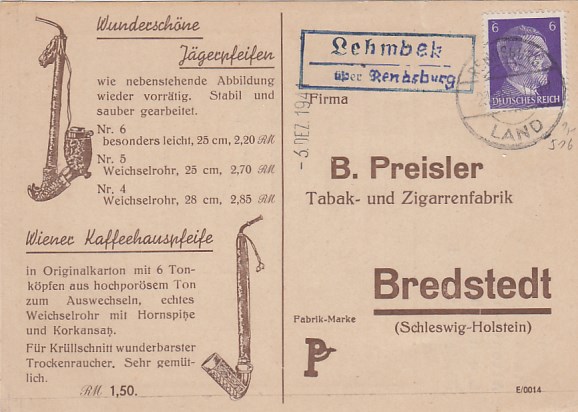 Wunderschöne
Jägerpfeifen
wie nebenstehende Abbildung
wieder vorrätig. Stabil und
sauber gearbeitet.
Nr. 6
besonders leicht, 25 cm, 2,20 RM
Nr. 5
Weichselrohr, 25 cm, 2,70 RM
Nr. 4
Weichselrohr, 28 cm, 2,85 RM
Wiener Kaffeehauspfeife
in Originalkarton mit 6 Ton-
köpfen aus hochporösem Ton
zum Auswechseln, echtes
Weichselrohr mit Hornspitze
und Korkansatz.
Für Krüllschnitt wunderbarster
Trockenraucher. Sehr gemüt-
lich.
RM 1,50.
Lehmbek
über Rendsburg
- 3. DEZ. 194
6 6
DEUTSCHES REICH
LAND
Firma
B. Preisler
Tabak- und Zigarrenfabrik
Bredstedt
(Schleswig-Holstein)
Fabrik-Marke
P
E/0014